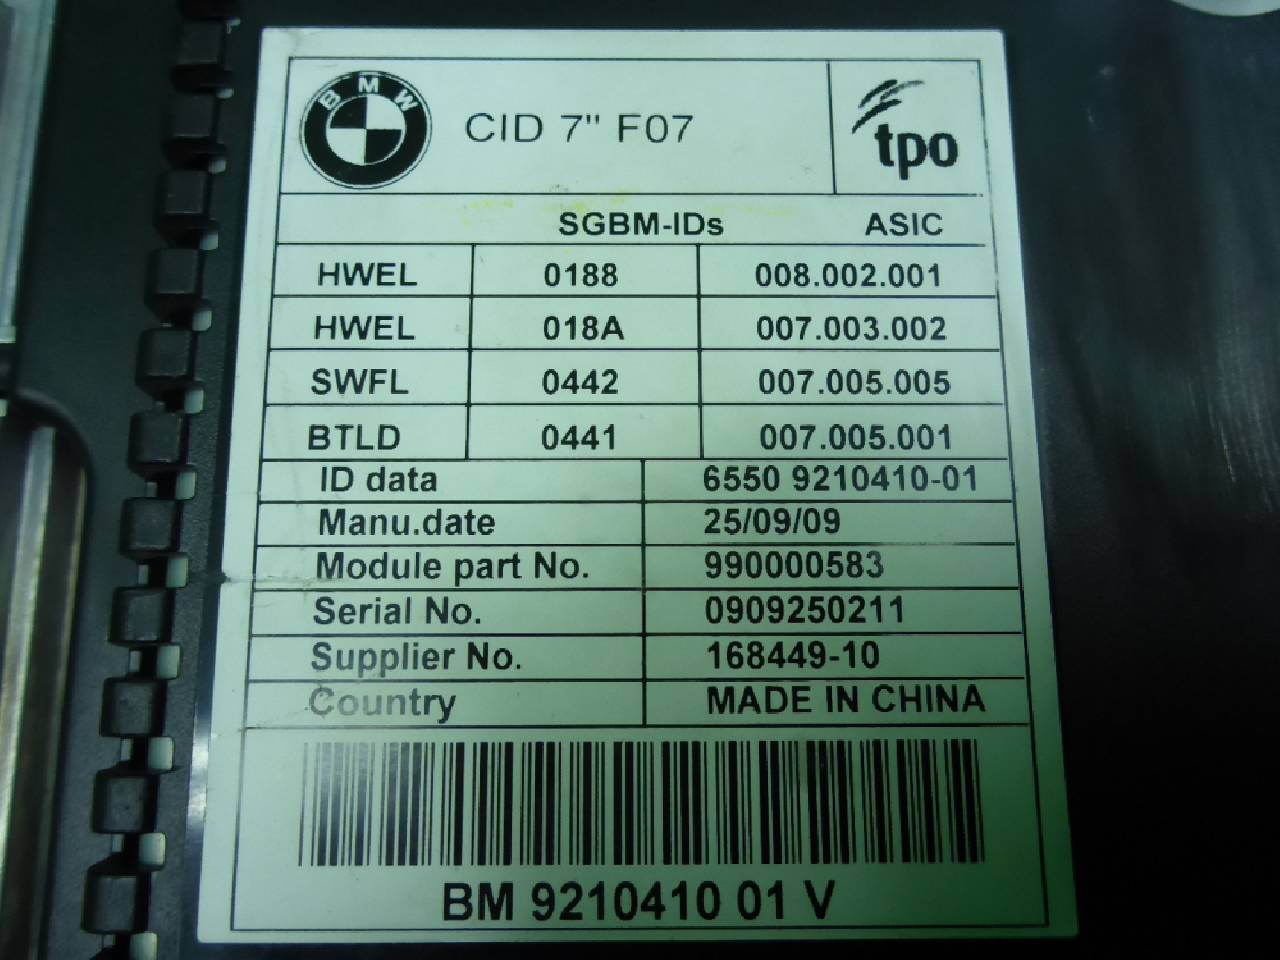 BMW CID 7" F07 tpo
SGBM-IDs ASIC
HWEL 0188 008.002.001
HWEL 018A 007.003.002
SWFL 0442 007.005.005
BTLD 0441 007.005.001
ID data 6550 9210410-01
Manu.date 25/09/09
Module part No. 990000583
Serial No. 0909250211
Supplier No. 168449-10
Country MADE IN CHINA
BM 9210410 01 V